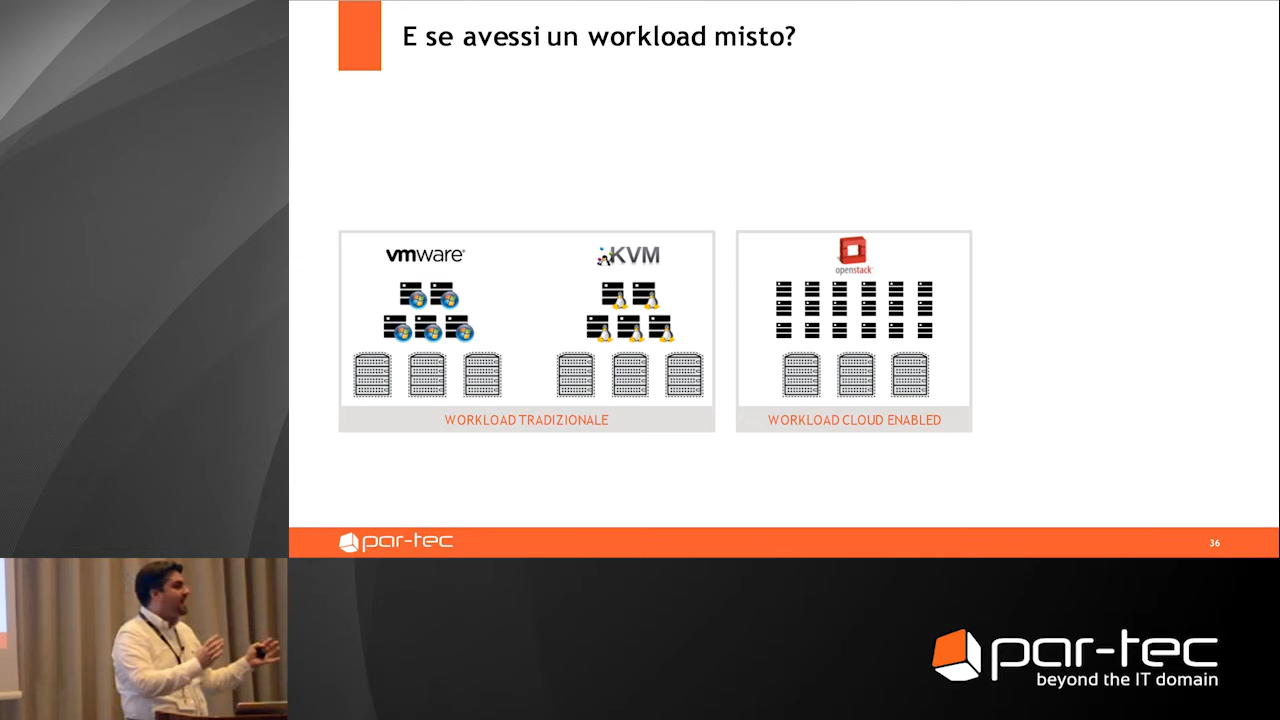 E se avessi un workload misto?
vmware®
KVM
openstack
WORKLOAD TRADIZIONALE
WORKLOAD CLOUD ENABLED
par-tec
36
par-tec
beyond the IT domain